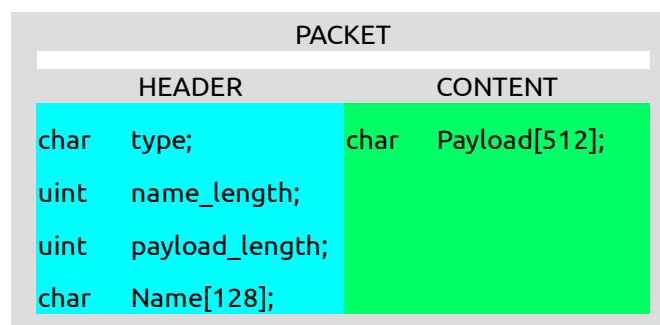 PACKET
HEADER CONTENT
char type; char Payload[512];
uint name_length;
uint payload_length;
char Name[128];